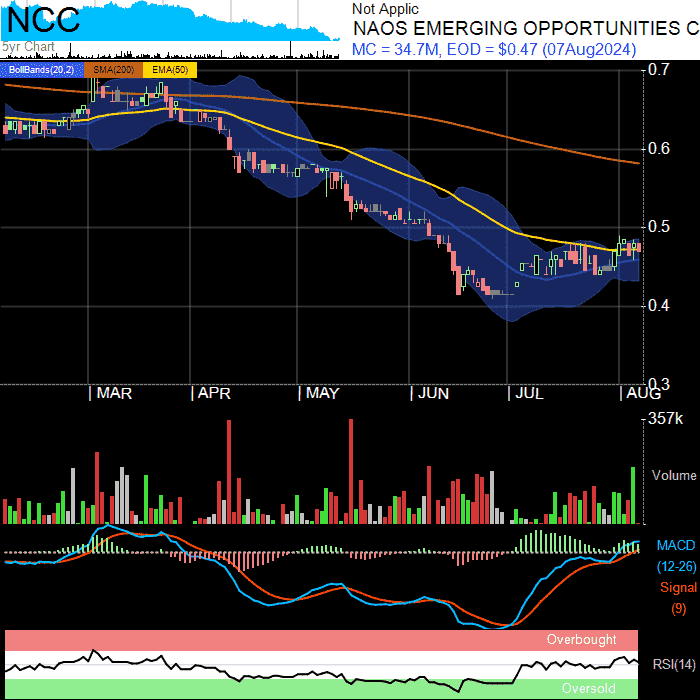 NCC
Not Applic
NAOS EMERGING OPPORTUNITIES C
5yr Chart
MC = 34.7M, EOD = $0.47 (07Aug2024)
BollBands(20,2) SMA(200) EMA(50)
0.7
0.6
0.5
0.4
0.3
MAR APR MAY JUN JUL AUG
357k
Volume
MACD
(12-26)
Signal
(9)
Overbought
RSI(14)
Oversold